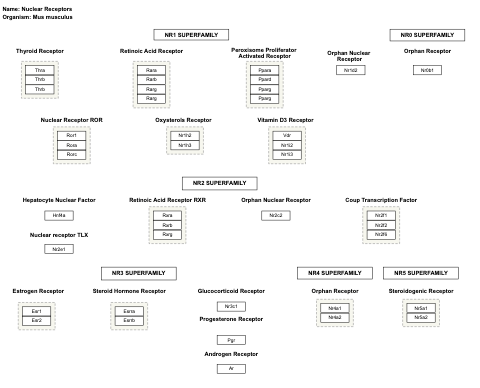 Name: Nuclear Receptors
Organism: Mus musculus
NR1 SUPERFAMILY
NR0 SUPERFAMILY
Thyroid Receptor
Retinoic Acid Receptor
Peroxisome Proliferator
Activated Receptor
Orphan Nuclear
Receptor
Orphan Receptor
Thra
Thrb
Thrb
Rara
Rarb
Rarg
Rarg
Ppara
Ppard
Pparg
Pparg
Nr1d2
Nr0b1
Nuclear Receptor ROR
Oxysterols Receptor
Vitamin D3 Receptor
Ror1
Rora
Rorc
Nr1h2
Nr1h3
Vdr
Nr1i2
Nr1i3
NR2 SUPERFAMILY
Hepatocyte Nuclear Factor
Retinoic Acid Receptor RXR
Orphan Nuclear Receptor
Coup Transcription Factor
Hnf4a
Rxra
Rxrb
Rxrg
Nr2c2
Nr2f1
Nr2f2
Nr2f6
Nuclear receptor TLX
Nr2e1
NR3 SUPERFAMILY
NR4 SUPERFAMILY
NR5 SUPERFAMILY
Estrogen Receptor
Steroid Hormone Receptor
Glucocorticoid Receptor
Orphan Receptor
Steroidogenic Receptor
Esr1
Esr2
Esrra
Esrrb
Nr3c1
Nr4a1
Nr4a2
Nr5a1
Nr5a2
Progesterone Receptor
Pgr
Androgen Receptor
Ar